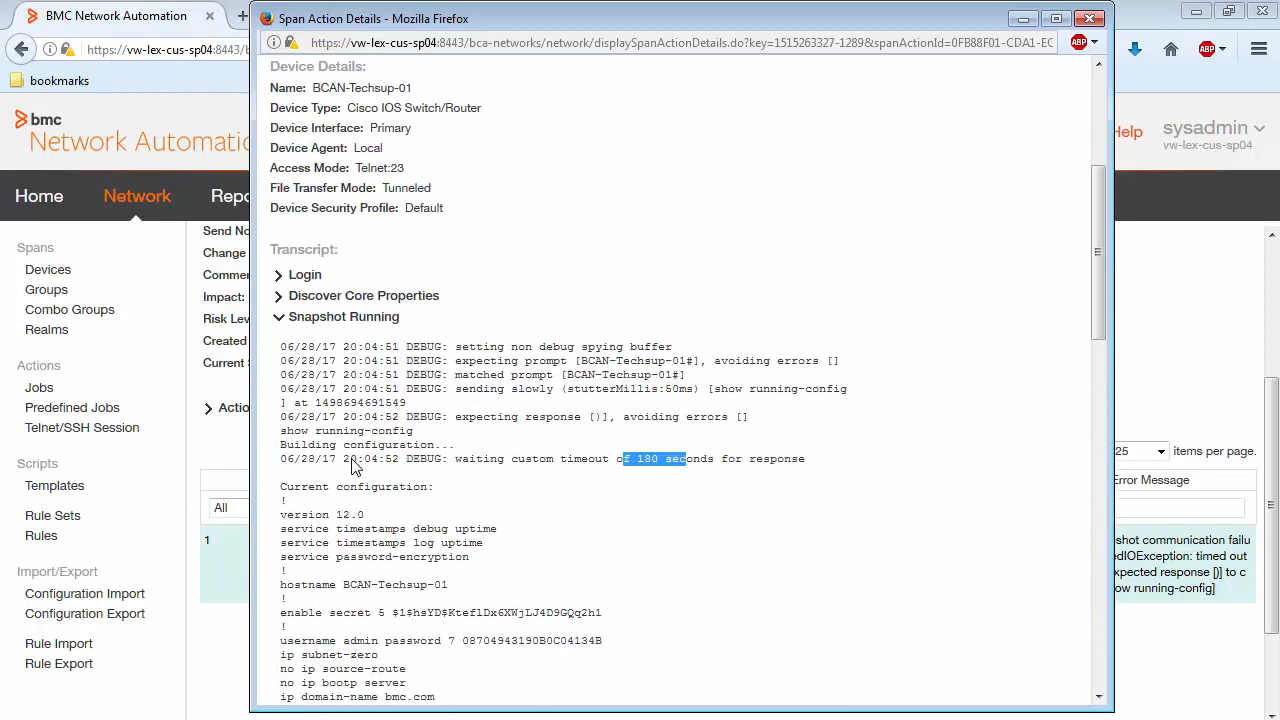 BMC Network Automation
Span Action Details - Mozilla Firefox
https://vw-lex-cus-sp04:8443/b
https://vw-lex-cus-sp04:8443/bca-networks/network/displaySpanActionDetails.do?key=1515263327-1289&spanActionId=0FB88F01-CDA1-EC
ABP
ABP
bookmarks
bmc
Network Automation
Help
sysadmin
vw-lex-cus-sp04
Home
Network
Repo
Spans
Devices
Groups
Combo Groups
Realms
Actions
Jobs
Predefined Jobs
Telnet/SSH Session
Scripts
Templates
Rule Sets
Rules
Import/Export
Configuration Import
Configuration Export
Rule Import
Rule Export
Send No
Change
Comme
Impact:
Risk Leve
Created
Current S
Actio
All
1
Device Details:
Name: BCAN-Techsup-01
Device Type: Cisco IOS Switch/Router
Device Interface: Primary
Device Agent: Local
Access Mode: Telnet:23
File Transfer Mode: Tunneled
Device Security Profile: Default
Transcript:
Login
Discover Core Properties
Snapshot Running
06/28/17 20:04:51 DEBUG: setting non debug spying buffer
06/28/17 20:04:51 DEBUG: expecting prompt [BCAN-Techsup-01#], avoiding errors []
06/28/17 20:04:51 DEBUG: matched prompt [BCAN-Techsup-01#]
06/28/17 20:04:51 DEBUG: sending slowly (stutterMillis:50ms) [show running-config
] at 1498694691549
06/28/17 20:04:52 DEBUG: expecting response [)], avoiding errors []
show running-config
Building configuration...
06/28/17 20:04:52 DEBUG: waiting custom timeout of 180 seconds for response
Current configuration:
!
version 12.0
service timestamps debug uptime
service timestamps log uptime
service password-encryption
!
hostname BCAN-Techsup-01
!
enable secret 5 $1$hsYD$KteflDx6XWjLJ4D9GQq2h1
!
username admin password 7 08704943190B0C04134B
ip subnet-zero
no ip source-route
no ip bootp server
ip domain-name bmc.com
25 items per page.
Error Message
shot communication failu
edIOException: timed out
xpected response [)] to c
ow running-config]